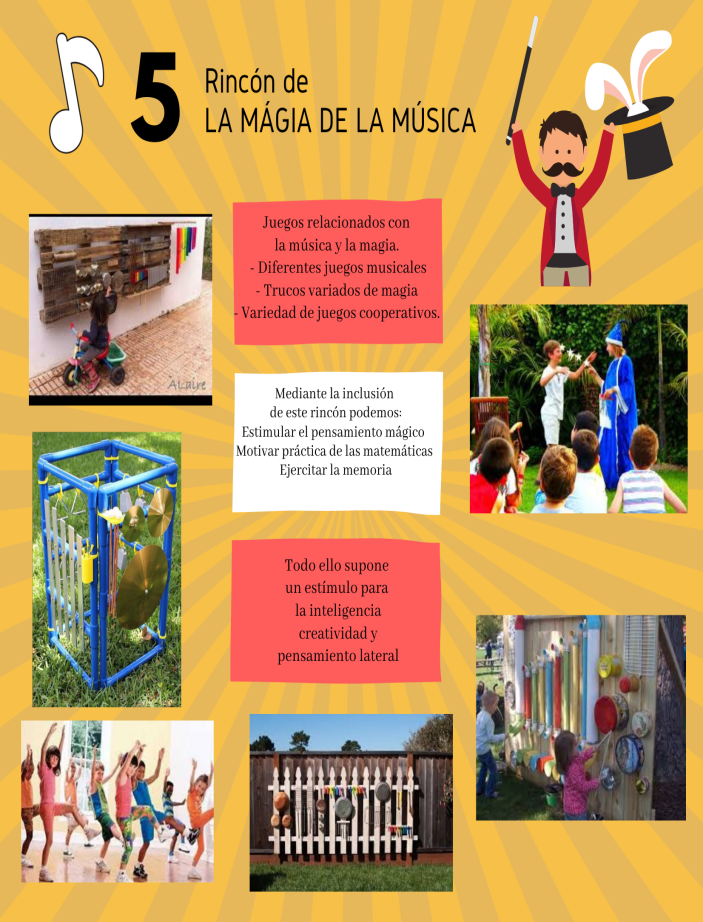 5
Rincón de
LA MÁGIA DE LA MÚSICA
Juegos relacionados con
la música y la magia.
- Diferentes juegos musicales
- Trucos variados de magia
- Variedad de juegos cooperativos.
ALaire
Mediante la inclusión
de este rincón podemos:
Estimular el pensamiento mágico
Motivar práctica de las matemáticas
Ejercitar la memoria
Todo ello supone
un estímulo para
la inteligencia
creatividad y
pensamiento lateral